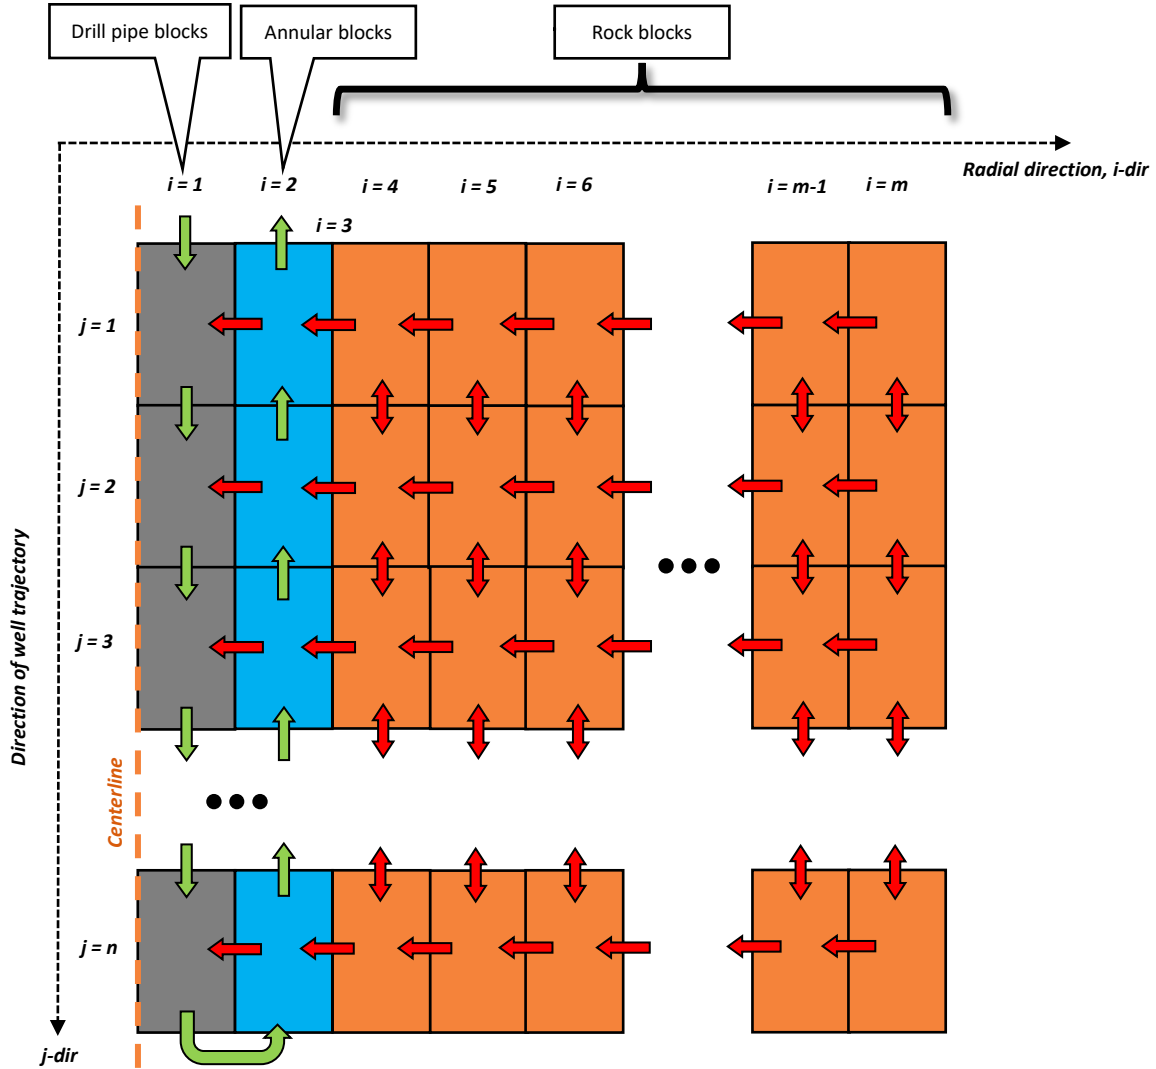 Drill pipe blocks
Annular blocks
Rock blocks
Radial direction, i-dir
i = 1
i = 2
i = 4
i = 5
i = 6
i = m-1
i = m
i = 3
j = 1
j = 2
j = 3
j = n
Direction of well trajectory
Centerline
j-dir